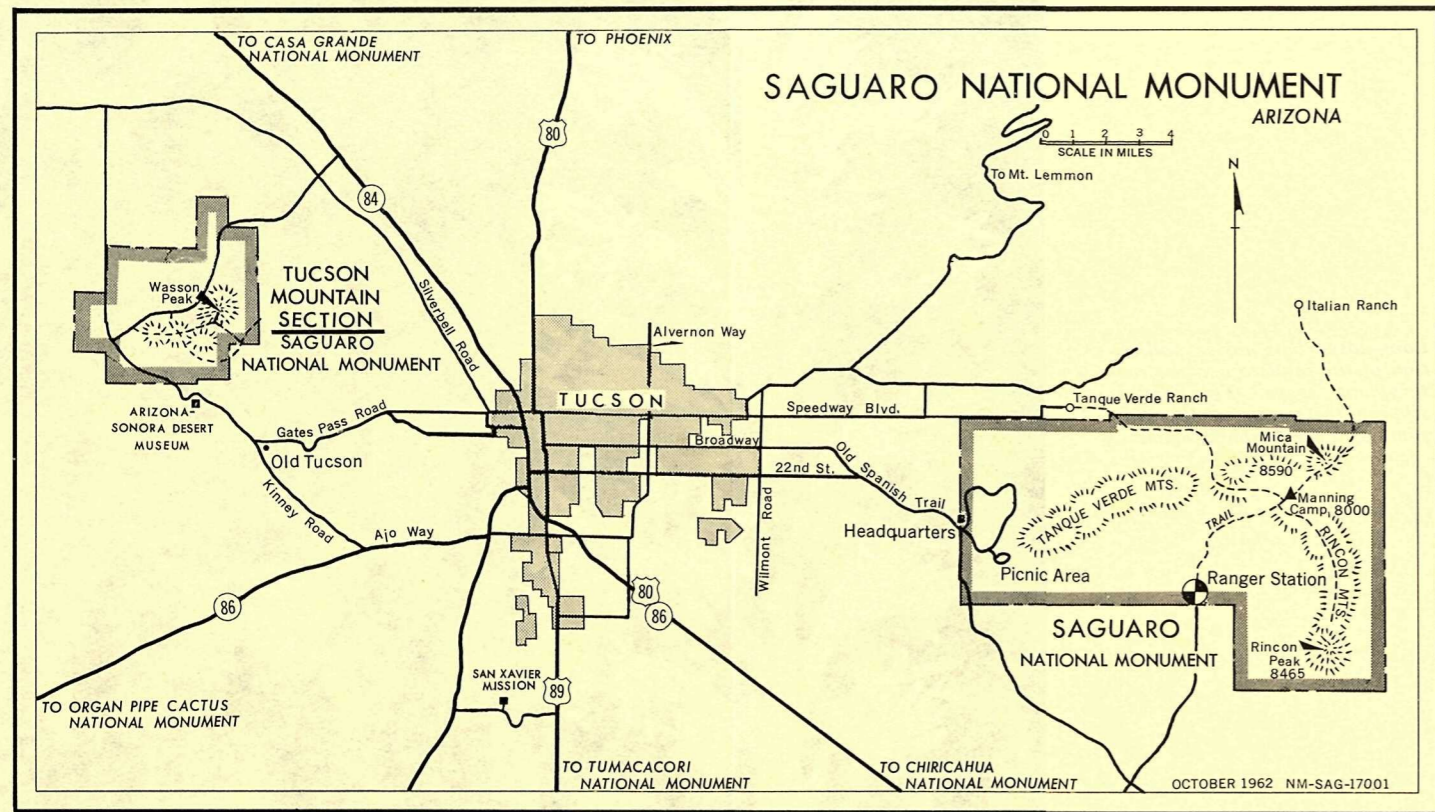 TO CASA GRANDE
NATIONAL MONUMENT
TO PHOENIX
SAGUARO NATIONAL MONUMENT
ARIZONA
80
0 1 2 3 4
SCALE IN MILES
To Mt. Lemmon
N
84
Wasson
Peak
TUCSON
MOUNTAIN
SECTION
SAGUARO
NATIONAL MONUMENT
Silverbell Road
Italian Ranch
Alvernon Way
ARIZONA-
SONORA DESERT
MUSEUM
Gates Pass Road
Old Tucson
Kinney Road
TUCSON
Speedway Blvd.
Tanque Verde Ranch
Broadway
22nd St.
Old Spanish Trail
Wilmont Road
Mica
Mountain
8590
TANQUE VERDE MTS.
Manning
Camp, 8000
TRAIL
RINCON MTS.
Headquarters
Picnic Area
Ranger Station
Ajo Way
86
80
86
SAGUARO
NATIONAL MONUMENT
Rincon
Peak
8465
SAN XAVIER
MISSION
89
TO ORGAN PIPE CACTUS
NATIONAL MONUMENT
TO TUMACACORI
NATIONAL MONUMENT
TO CHIRICAHUA
NATIONAL MONUMENT
OCTOBER 1962 NM-SAG-17001